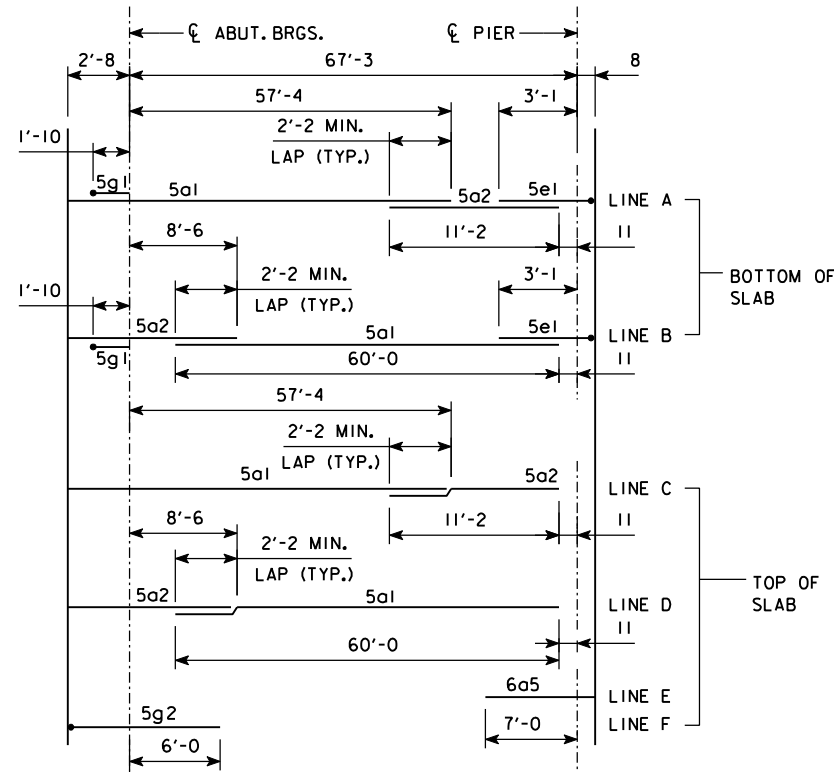 ℄ ABUT. BRGS. ℄ PIER
2'-8 67'-3 8
57'-4 3'-1
2'-2 MIN.
LAP (TYP.)
1'-10
5g1 5a1 5a2 5e1 LINE A
8'-6 11'-2 11
2'-2 MIN.
LAP (TYP.)
3'-1
1'-10
BOTTOM OF
SLAB
5a2 5a1 5e1 LINE B
5g1
60'-0 11
57'-4
2'-2 MIN.
LAP (TYP.)
5a1 5a2 LINE C
8'-6 11'-2 11
2'-2 MIN.
LAP (TYP.)
TOP OF
SLAB
5a2 5a1 LINE D
11
60'-0
6a5 LINE E
5g2 LINE F
6'-0 7'-0